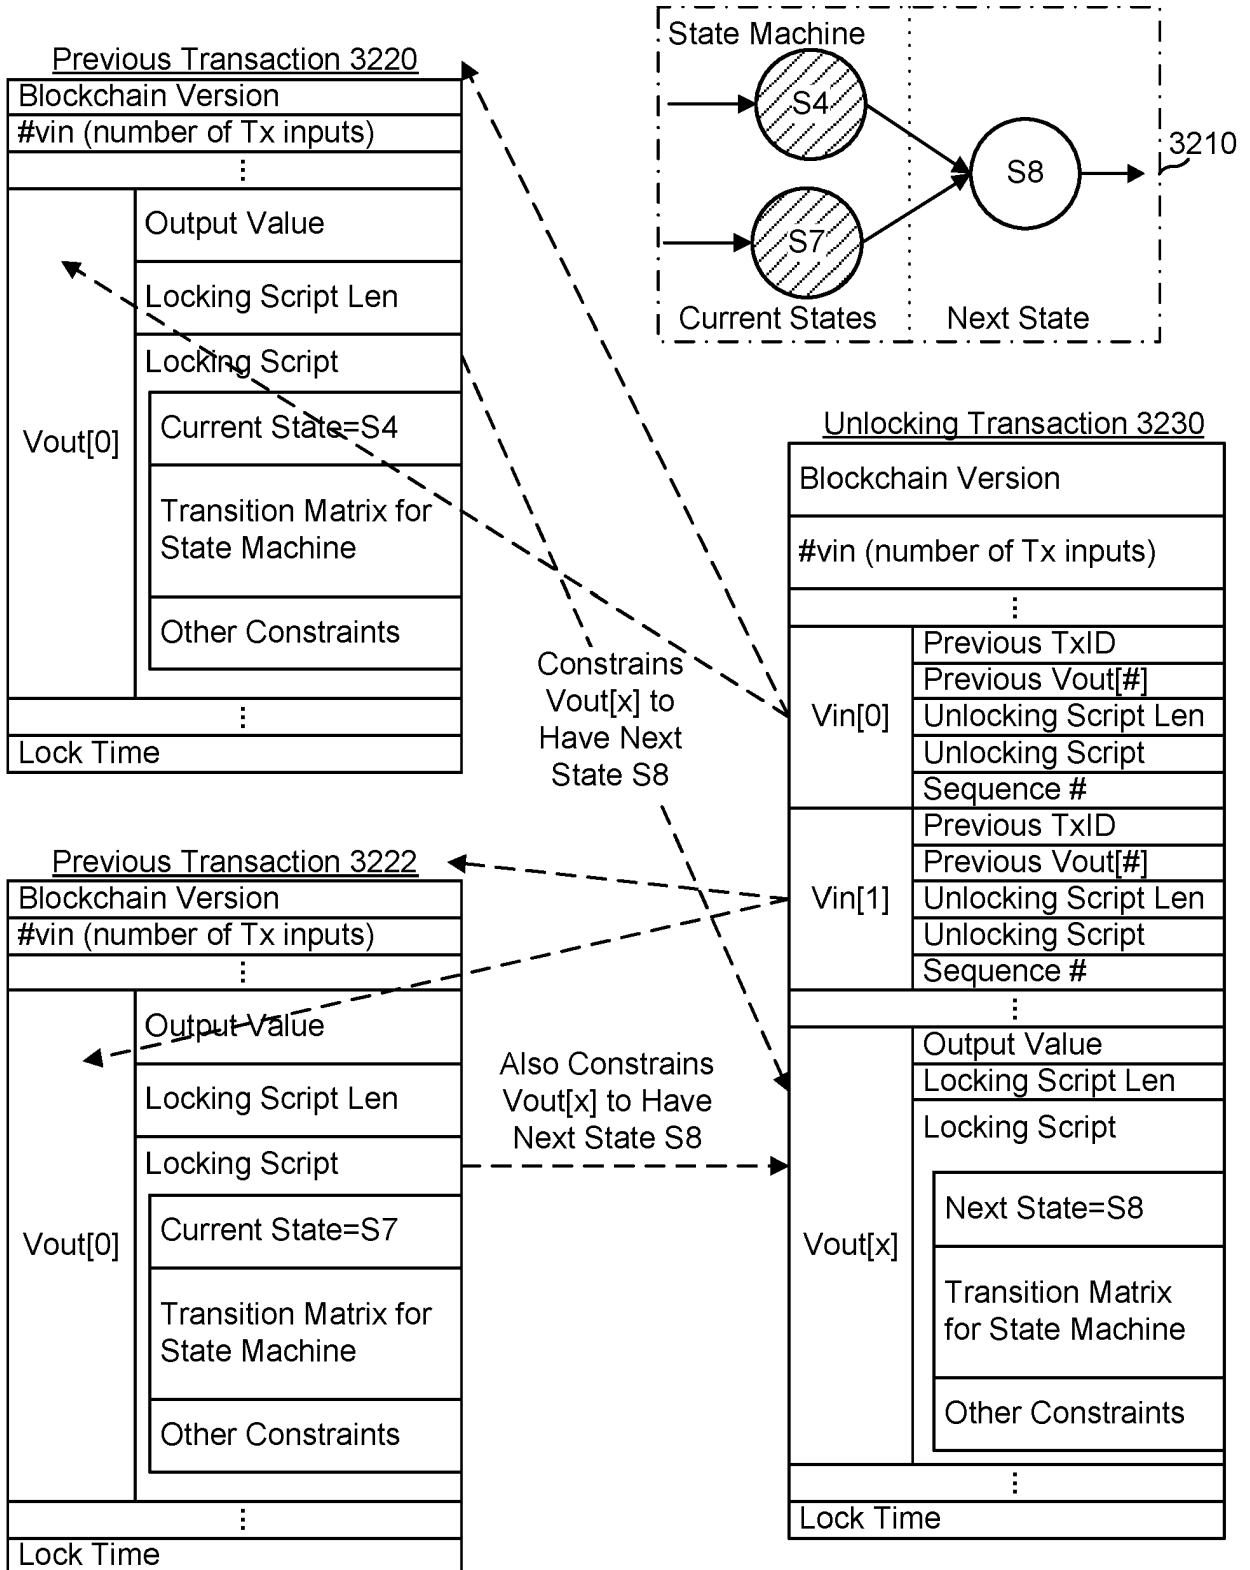 State Machine
S4
S7
S8
3210
Current States
Next State
Previous Transaction 3220
Blockchain Version
#vin (number of Tx inputs)
⋮
Vout[0]
Output Value
Locking Script Len
Locking Script
Current State=S4
Transition Matrix for
State Machine
Other Constraints
⋮
Lock Time
Constrains
Vout[x] to
Have Next
State S8
Previous Transaction 3222
Blockchain Version
#vin (number of Tx inputs)
⋮
Vout[0]
Output Value
Locking Script Len
Locking Script
Current State=S7
Transition Matrix for
State Machine
Other Constraints
⋮
Lock Time
Also Constrains
Vout[x] to Have
Next State S8
Unlocking Transaction 3230
Blockchain Version
#vin (number of Tx inputs)
⋮
Vin[0]
Previous TxID
Previous Vout[#]
Unlocking Script Len
Unlocking Script
Sequence #
Vin[1]
Previous TxID
Previous Vout[#]
Unlocking Script Len
Unlocking Script
Sequence #
⋮
Vout[x]
Output Value
Locking Script Len
Locking Script
Next State=S8
Transition Matrix
for State Machine
Other Constraints
⋮
Lock Time